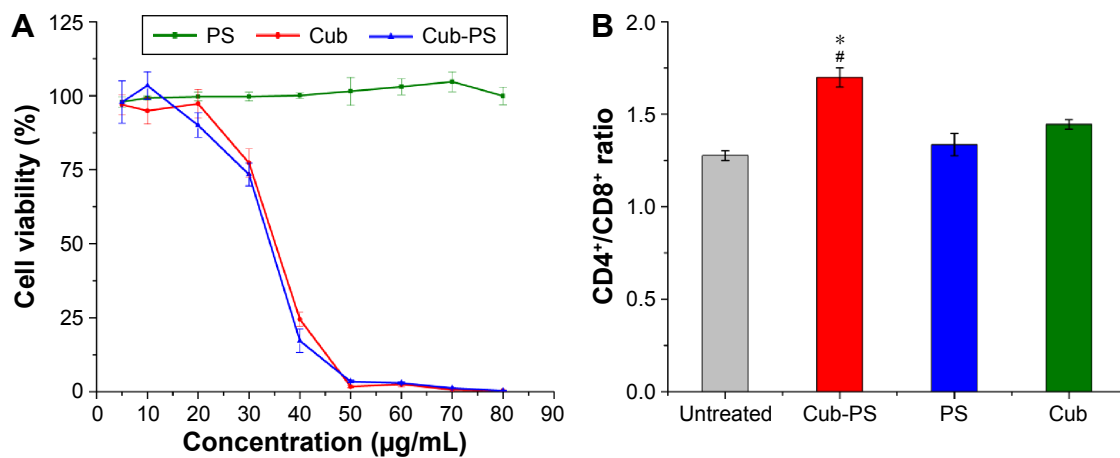 A
PS Cub Cub-PS
Cell viability (%)
125
100
75
50
25
0
0 10 20 30 40 50 60 70 80 90
Concentration (µg/mL)
B
CD4⁺/CD8⁺ ratio
2.0
1.5
1.0
0.5
0.0
*
#
Untreated Cub-PS PS Cub